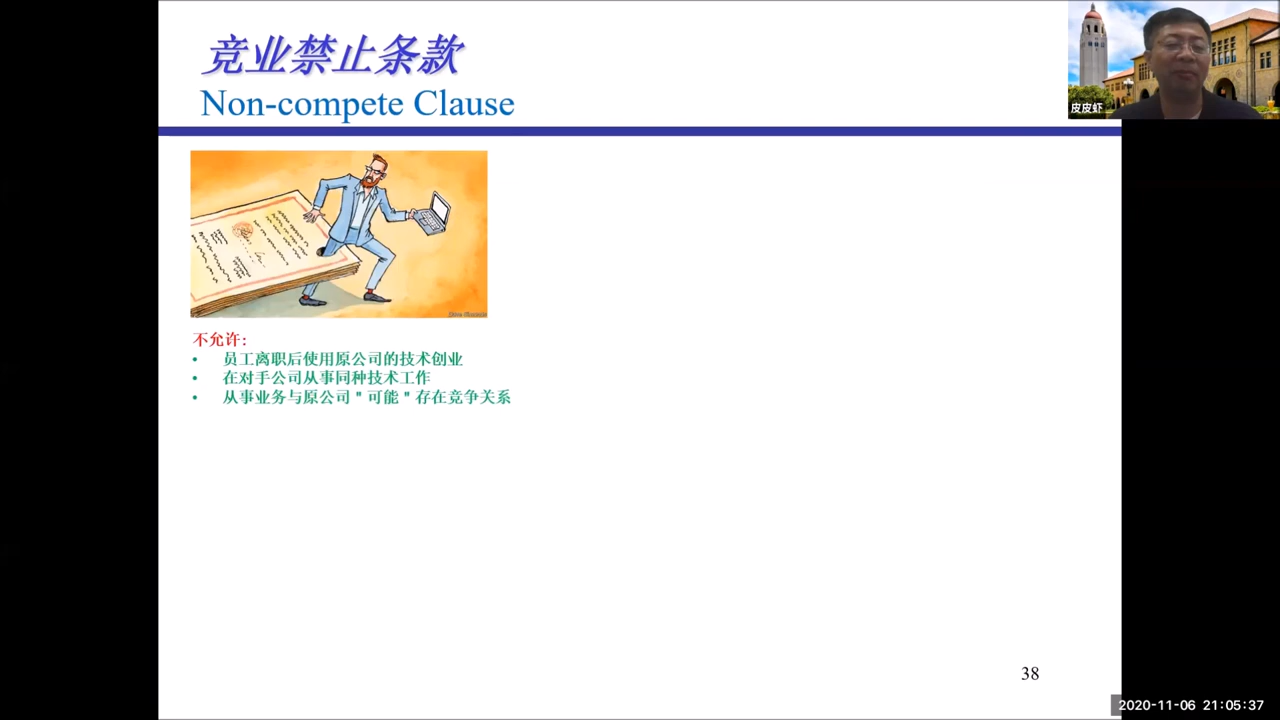 竞业禁止条款
Non-compete Clause
皮皮虾
不允许:
• 员工离职后使用原公司的技术创业
• 在对手公司从事同种技术工作
• 从事业务与原公司"可能"存在竞争关系
38
2020-11-06 21:05:37